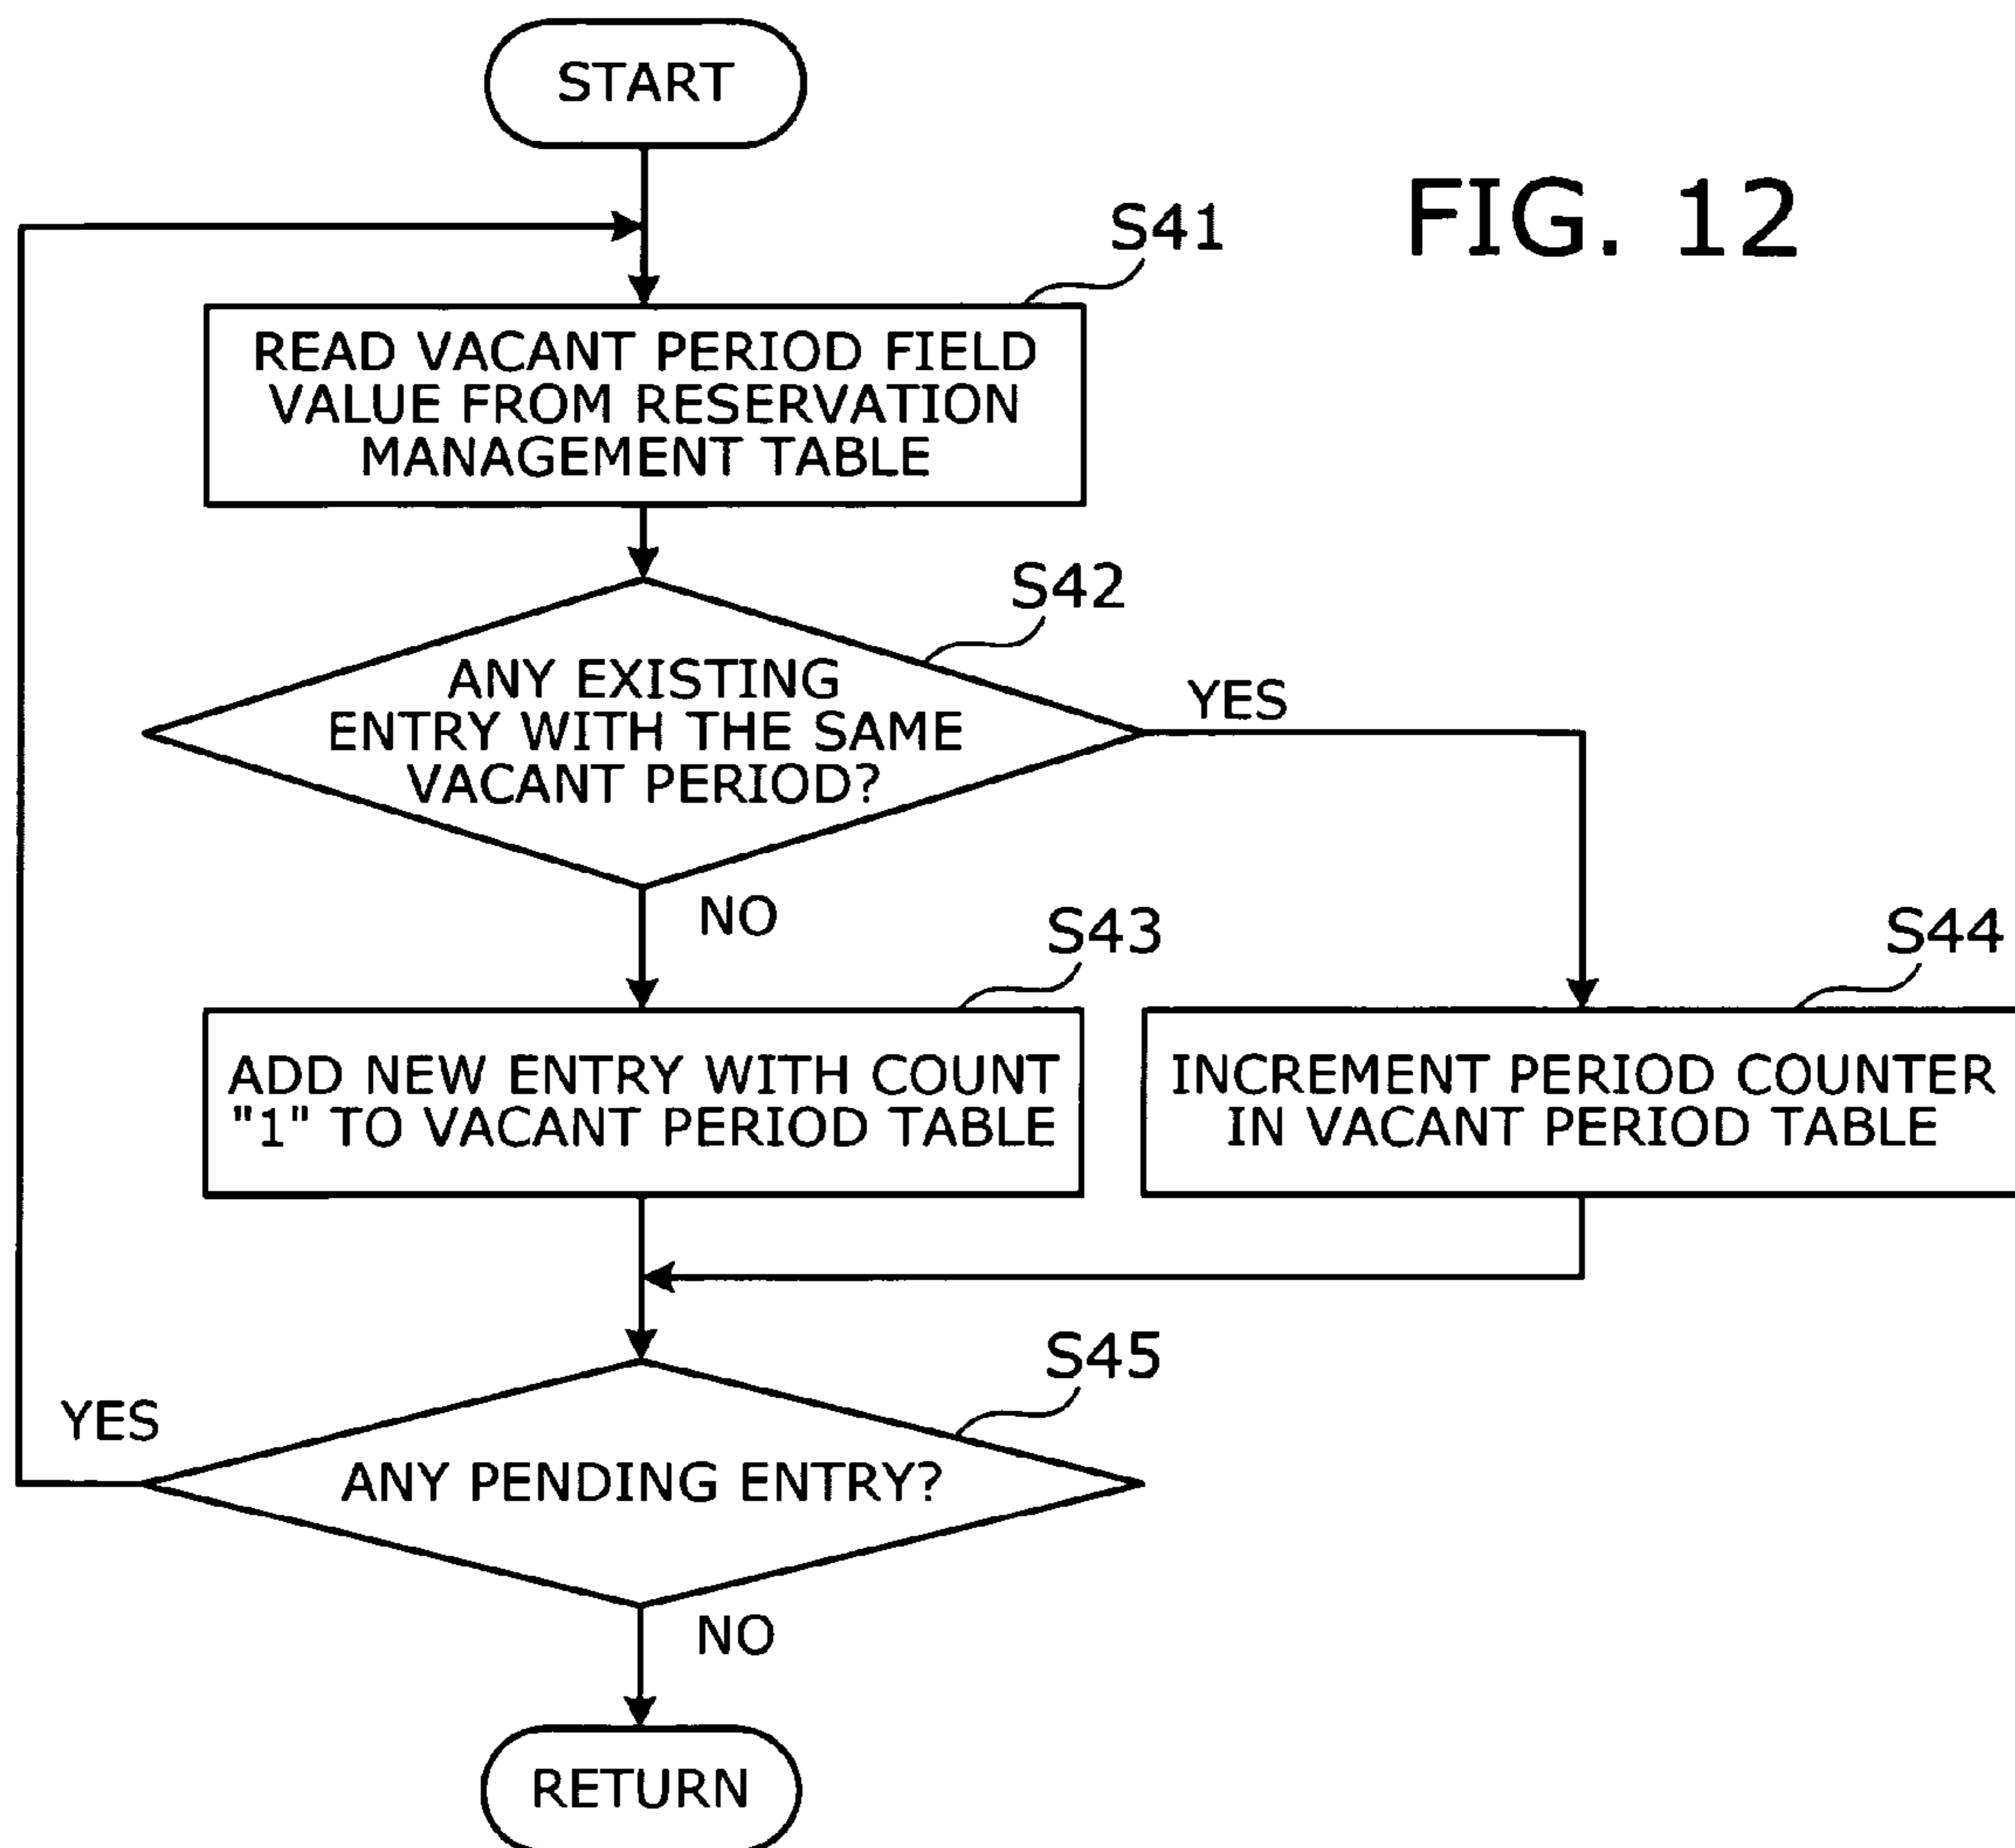 START
FIG. 12
S41
READ VACANT PERIOD FIELD
VALUE FROM RESERVATION
MANAGEMENT TABLE
S42
ANY EXISTING
ENTRY WITH THE SAME
VACANT PERIOD?
YES
NO
S43
S44
ADD NEW ENTRY WITH COUNT
"1" TO VACANT PERIOD TABLE
INCREMENT PERIOD COUNTER
IN VACANT PERIOD TABLE
S45
YES
ANY PENDING ENTRY?
NO
RETURN